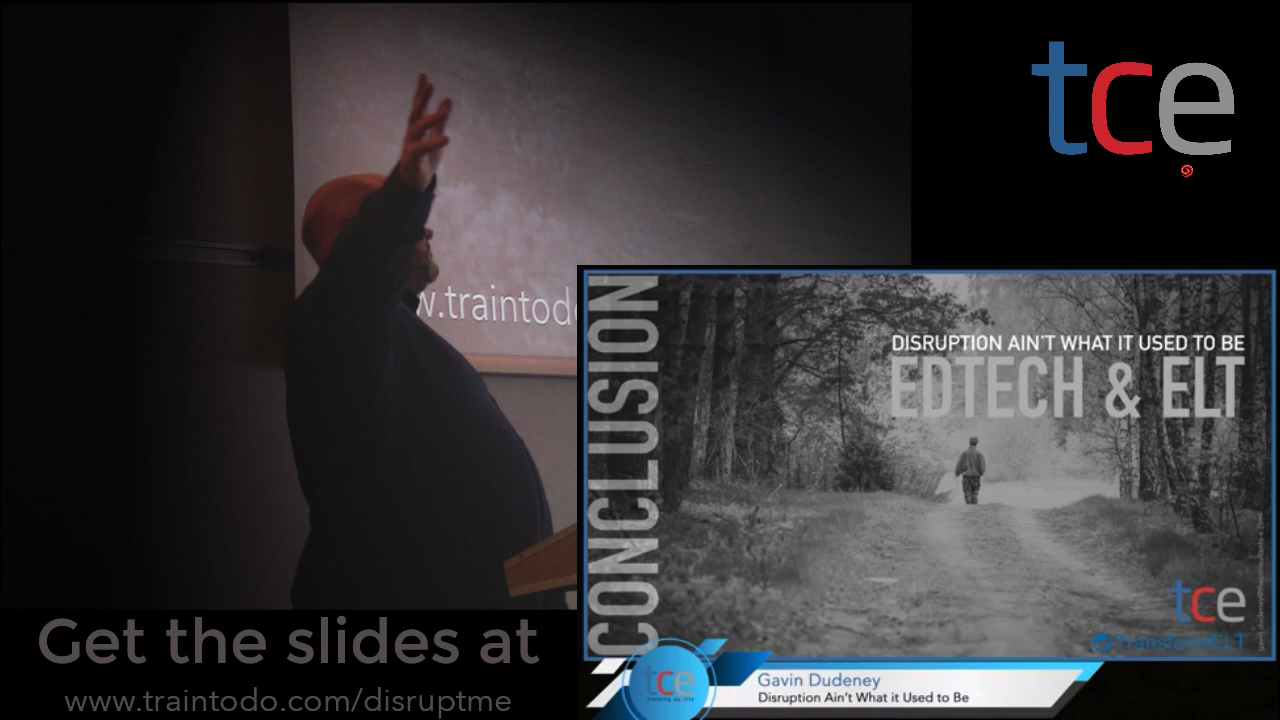 tce
w.traintodo
CONCLUSION
DISRUPTION AIN'T WHAT IT USED TO BE
EDTECH & ELT
tce
TransformELT
Get the slides at
www.traintodo.com/disruptme
tce
Gavin Dudeney
Disruption Ain't What it Used to Be